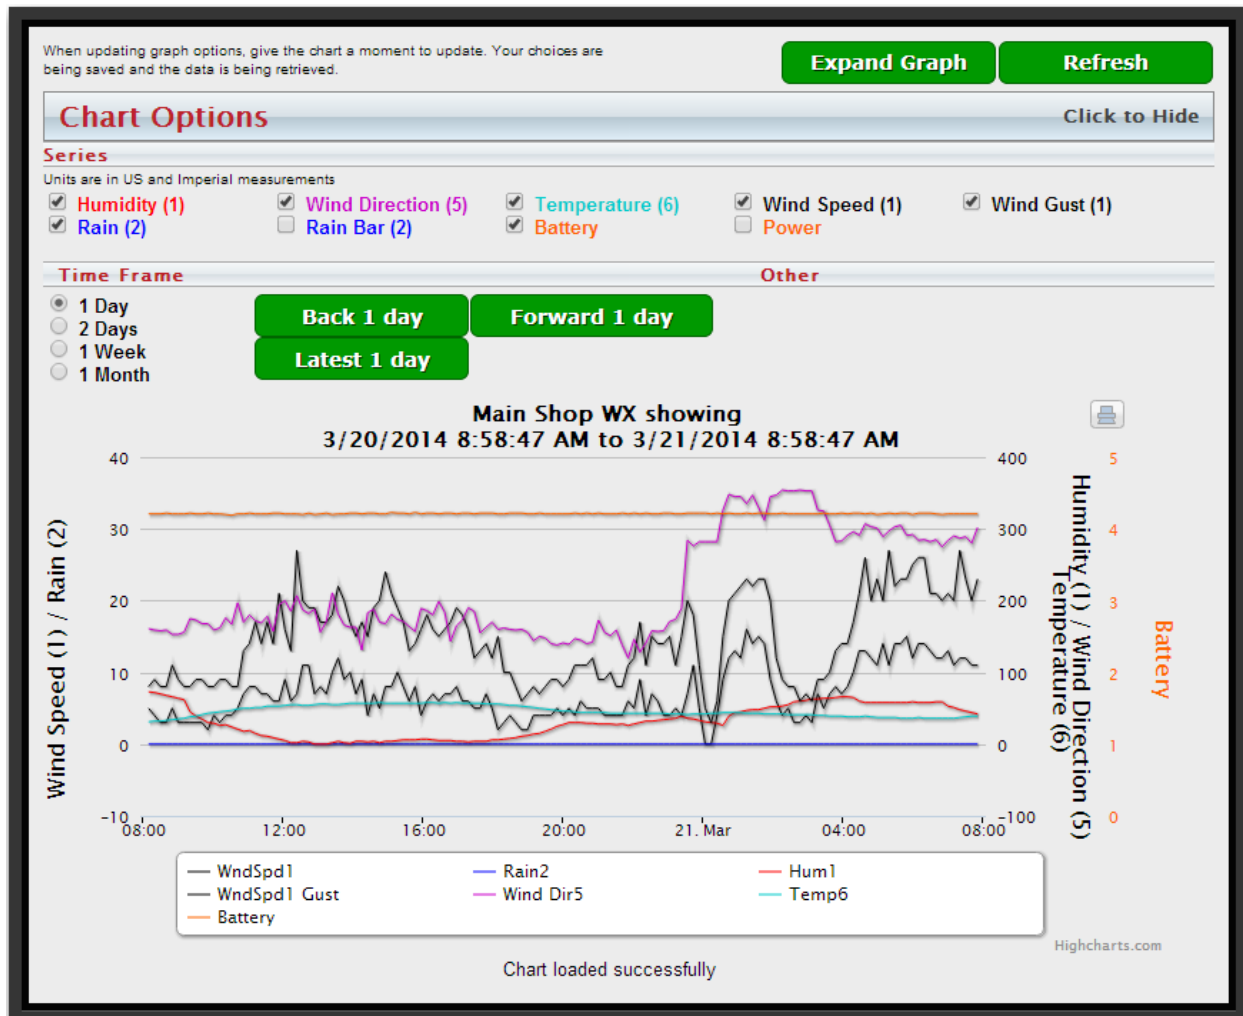 When updating graph options, give the chart a moment to update. Your choices are
being saved and the data is being retrieved.
Expand Graph
Refresh
Chart Options
Click to Hide
Series
Units are in US and Imperial measurements
Humidity (1)
Wind Direction (5)
Temperature (6)
Wind Speed (1)
Wind Gust (1)
Rain (2)
Rain Bar (2)
Battery
Power
Time Frame
Other
1 Day
2 Days
1 Week
1 Month
Back 1 day
Forward 1 day
Latest 1 day
Main Shop WX showing
3/20/2014 8:58:47 AM to 3/21/2014 8:58:47 AM
Wind Speed (1) / Rain (2)
40
30
20
10
0
-10
400
300
200
100
0
-100
Humidity (1) / Wind Direction (5)
Temperature (6)
5
4
3
2
1
0
Battery
08:00
12:00
16:00
20:00
21. Mar
04:00
08:00
WndSpd1
Rain2
Hum1
WndSpd1 Gust
Wind Dir5
Temp6
Battery
Highcharts.com
Chart loaded successfully